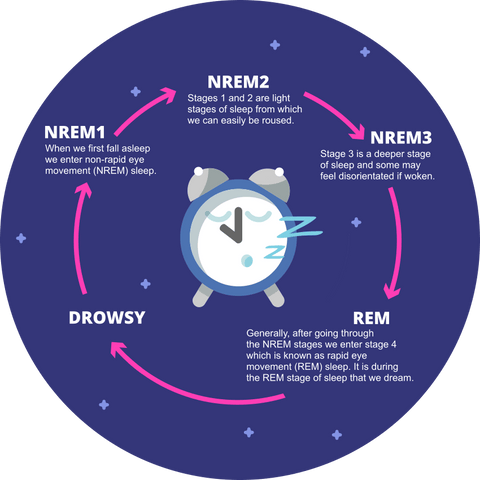 NREM2
Stages 1 and 2 are light
stages of sleep from which
we can easily be roused.
NREM1
When we first fall asleep
we enter non-rapid eye
movement (NREM) sleep.
NREM3
Stage 3 is a deeper stage
of sleep and some may
feel disorientated if woken.
Z
Z
DROWSY
REM
Generally, after going through
the NREM stages we enter stage 4
which is known as rapid eye
movement (REM) sleep. It is during
the REM stage of sleep that we dream.